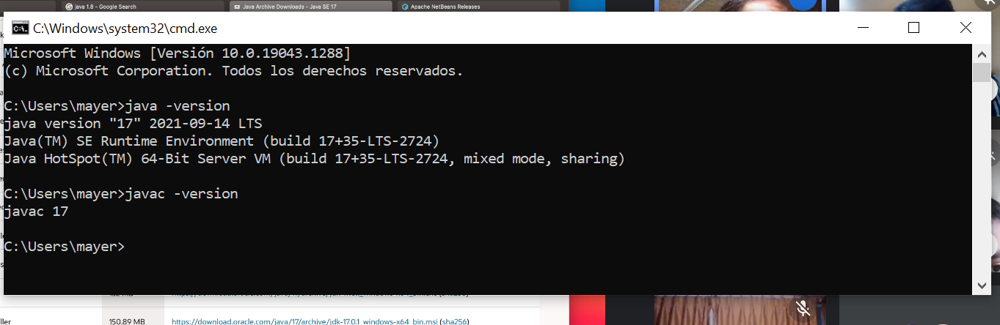 java 1.8 - Google Search
Java Archive Downloads - Java SE 17
Apache NetBeans Releases
C:\Windows\system32\cmd.exe
Microsoft Windows [Versión 10.0.19043.1288]
(c) Microsoft Corporation. Todos los derechos reservados.
C:\Users\mayer>java -version
java version "17" 2021-09-14 LTS
Java(TM) SE Runtime Environment (build 17+35-LTS-2724)
Java HotSpot(TM) 64-Bit Server VM (build 17+35-LTS-2724, mixed mode, sharing)
C:\Users\mayer>javac -version
javac 17
C:\Users\mayer>
ller
150.89 MB
https://download.oracle.com/java/17/archive/jdk-17.0.1_windows-x64_bin.msi (sha256)